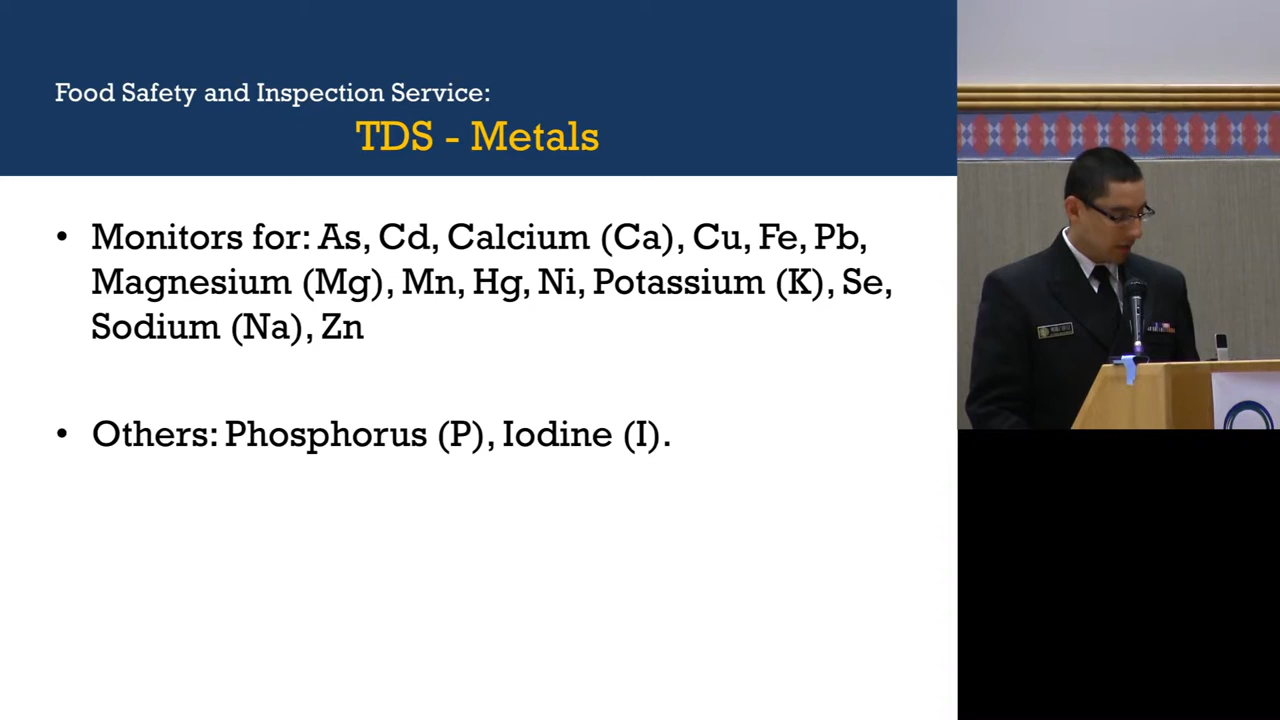 Food Safety and Inspection Service:
TDS - Metals
• Monitors for: As, Cd, Calcium (Ca), Cu, Fe, Pb,
Magnesium (Mg), Mn, Hg, Ni, Potassium (K), Se,
Sodium (Na), Zn
• Others: Phosphorus (P), Iodine (I).